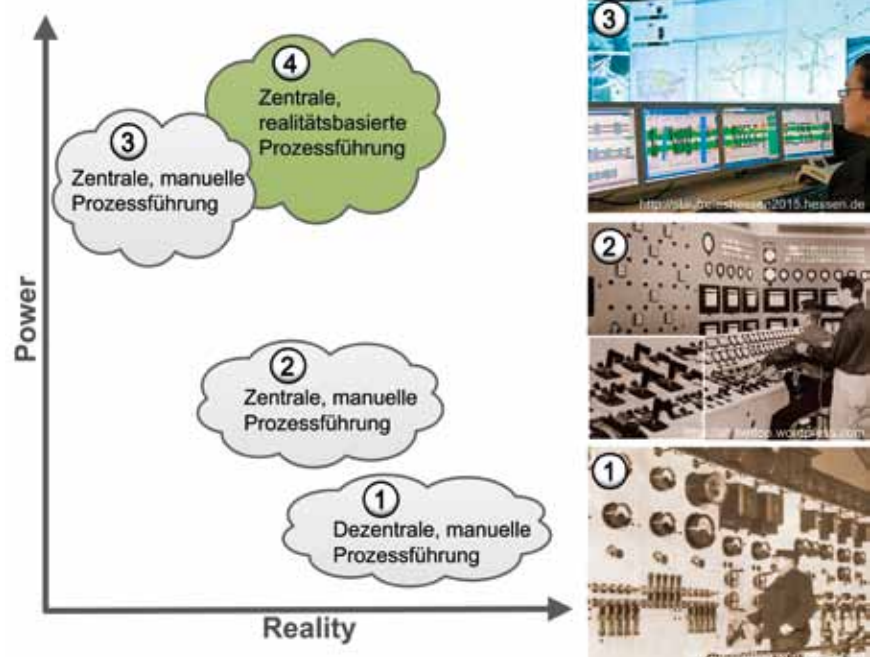 4
Zentrale,
realitätsbasierte
Prozessführung
3
Zentrale, manuelle
Prozessführung
2
Zentrale, manuelle
Prozessführung
1
Dezentrale, manuelle
Prozessführung
Power
Reality
3
2
1